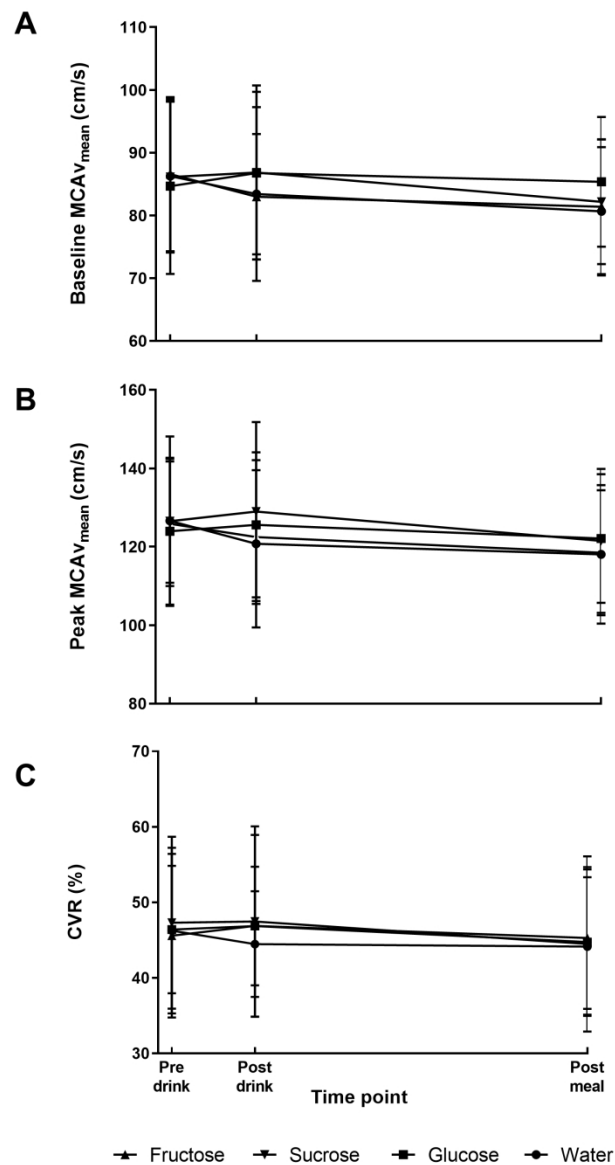 A
Baseline MCAvmean (cm/s)
110
100
90
80
70
60
B
Peak MCAvmean (cm/s)
160
140
120
100
80
C
CVR (%)
70
60
50
40
30
Pre drink
Post drink
Post meal
Time point
Fructose Sucrose Glucose Water